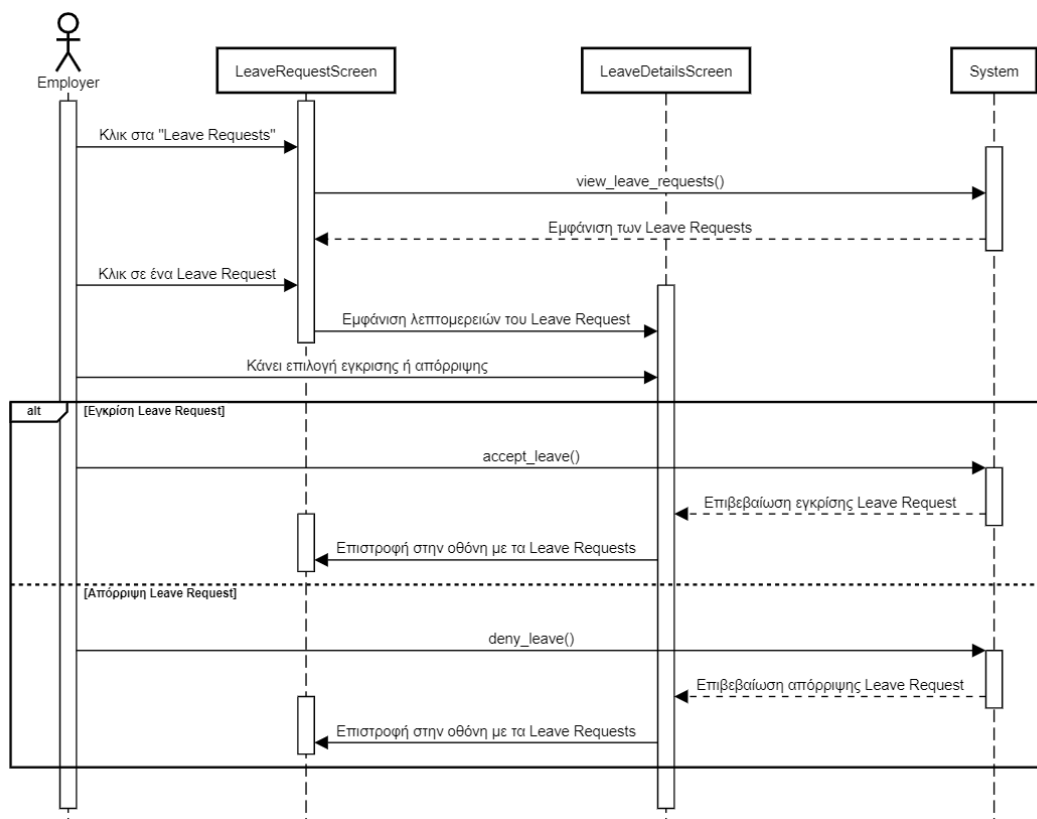 Employer
LeaveRequestScreen
LeaveDetailsScreen
System
Κλικ στα "Leave Requests"
view_leave_requests()
Εμφάνιση των Leave Requests
Κλικ σε ένα Leave Request
Εμφάνιση λεπτομερειών του Leave Request
Κάνει επιλογή εγκρισης ή απόρριψης
alt
[Εγκρίση Leave Request]
accept_leave()
Επιβεβαίωση εγκρίσης Leave Request
Επιστροφή στην οθόνη με τα Leave Requests
[Απόρριψη Leave Request]
deny_leave()
Επιβεβαίωση απόρριψης Leave Request
Επιστροφή στην οθόνη με τα Leave Requests